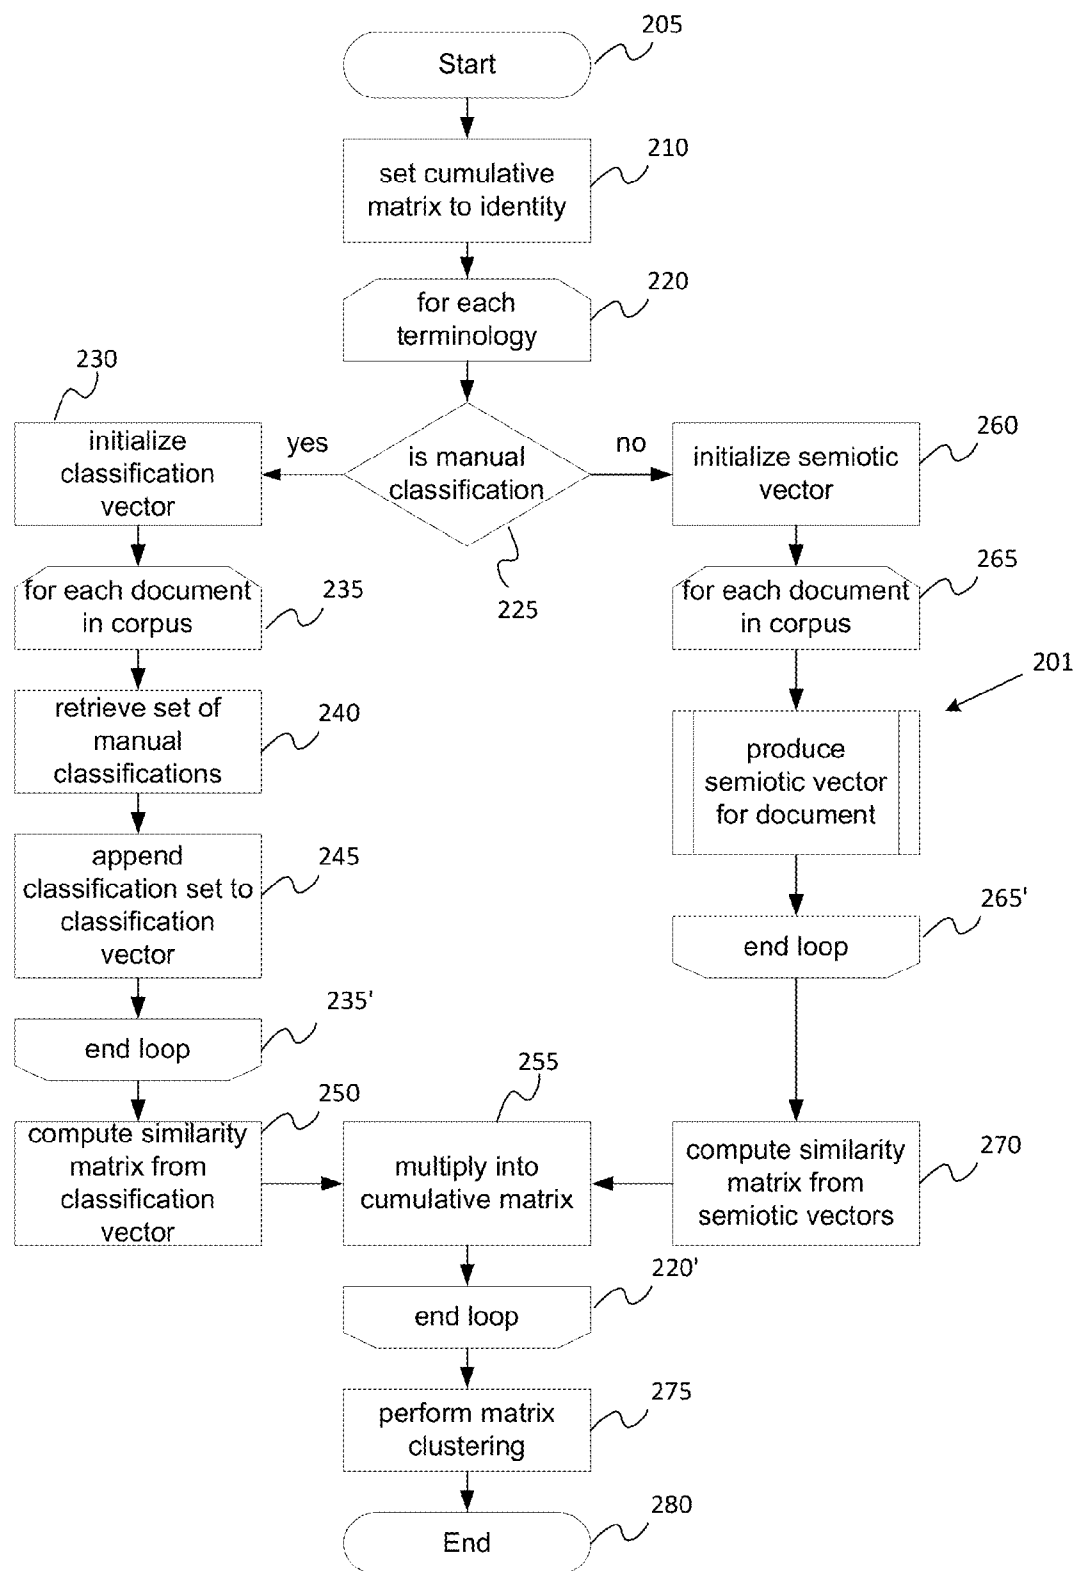 205
Start
210
set cumulative
matrix to identity
220
for each
terminology
230
initialize
classification
vector
yes
is manual
classification
no
225
260
initialize semiotic
vector
for each document
in corpus
235
265
for each document
in corpus
201
retrieve set of
manual
classifications
240
produce
semiotic vector
for document
append
classification set to
classification
vector
245
265'
end loop
235'
end loop
250
compute similarity
matrix from
classification
vector
255
multiply into
cumulative matrix
270
compute similarity
matrix from
semiotic vectors
220'
end loop
275
perform matrix
clustering
280
End